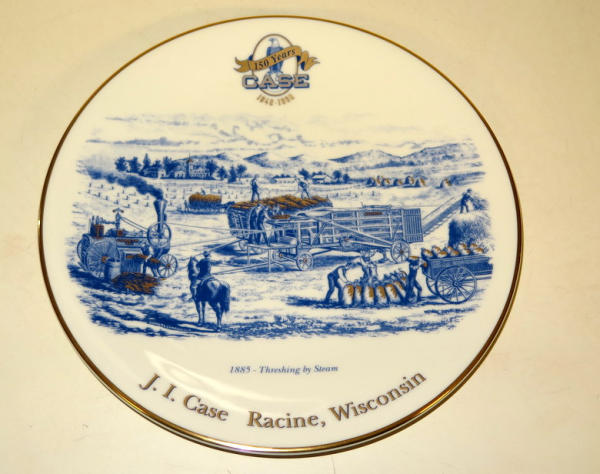 150 Years
CASE
1842-1992
1885 - Threshing by Steam
J. I. Case Racine, Wisconsin